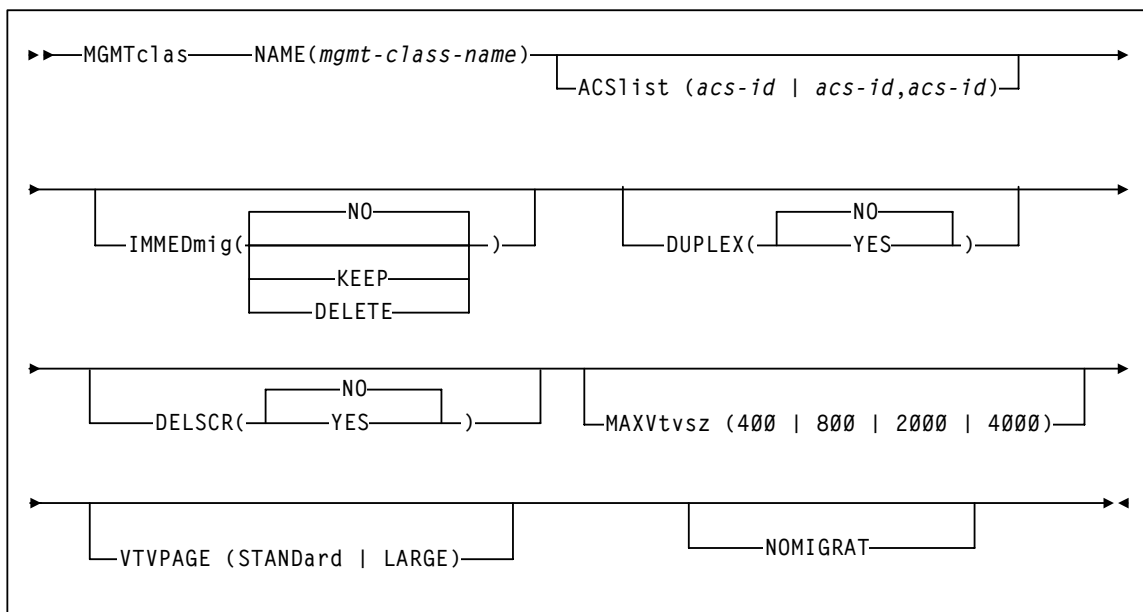 MGMTclas NAME(mgmt-class-name)
ACSlist (acs-id | acs-id,acs-id)
NO
IMMEDmig( )
KEEP
DELETE
NO
DUPLEX( YES )
NO
DELSCR( YES )
MAXVtvsz (400 | 800 | 2000 | 4000)
VTVPAGE (STANDard | LARGE)
NOMIGRAT